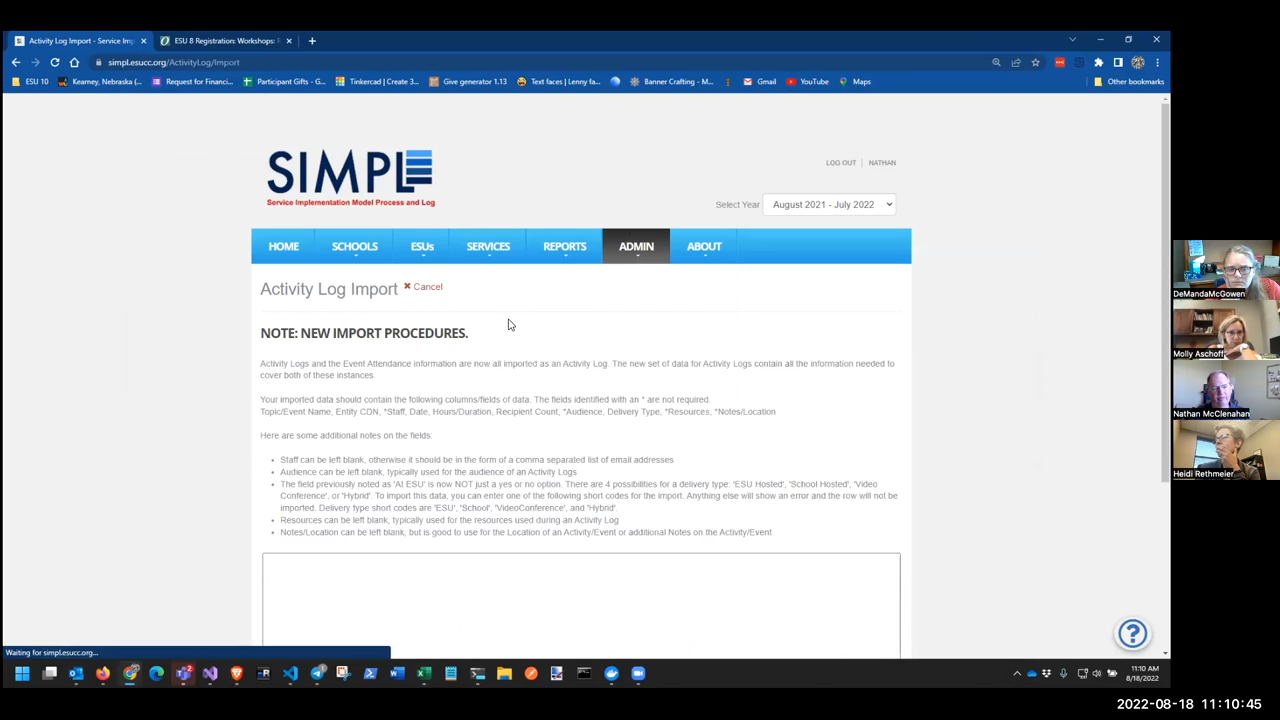 Activity Log Import - Service Im
ESU 8 Registration: Workshops:
simpl.esucc.org/ActivityLog/Import
ESU 10
Kearney, Nebraska (...
Request for Financi...
Participant Gifts - G...
Tinkercad | Create 3...
Give generator 1.13
Text faces | Lenny fa...
Banner Crafting - M...
Gmail
YouTube
Maps
Other bookmarks
SIMPL
Service Implementation Model Process and Log
LOG OUT | NATHAN
Select Year August 2021 - July 2022
HOME SCHOOLS ESUs SERVICES REPORTS ADMIN ABOUT
Activity Log Import Cancel
NOTE: NEW IMPORT PROCEDURES.
Activity Logs and the Event Attendance information are now all imported as an Activity Log. The new set of data for Activity Logs contain all the information needed to
cover both of these instances.
Your imported data should contain the following columns/fields of data. The fields identified with an * are not required.
Topic/Event Name, Entity CDN, *Staff, Date, Hours/Duration, Recipient Count, *Audience, Delivery Type, *Resources, *Notes/Location
Here are some additional notes on the fields:
Staff can be left blank, otherwise it should be in the form of a comma separated list of email addresses
Audience can be left blank, typically used for the audience of an Activity Logs
The field previously noted as 'At ESU' is now NOT just a yes or no option. There are 4 possibilities for a delivery type: 'ESU Hosted', 'School Hosted', 'Video
Conference', or 'Hybrid'. To import this data, you can enter one of the following short codes for the import. Anything else will show an error and the row will not be
imported. Delivery type short codes are 'ESU', 'School', 'VideoConference', and 'Hybrid'.
Resources can be left blank, typically used for the resources used during an Activity Log
Notes/Location can be left blank, but is good to use for the Location of an Activity/Event or additional Notes on the Activity/Event
Waiting for simpl.esucc.org...
DeMandaMcGowen
Molly Aschoff
Nathan McClenahan
Heidi Rethmeier
11:10 AM
8/18/2022
2022-08-18 11:10:45